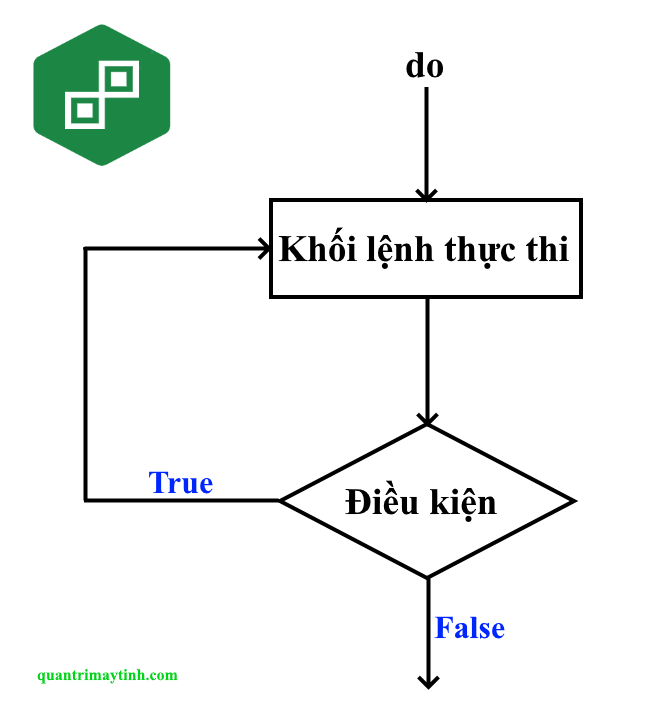 do
Khối lệnh thực thi
True
Điều kiện
False
quantrimaytinh.com